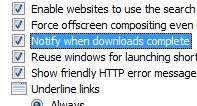 Enable websites to use the search
Force offscreen compositing even
Notify when downloads complete
Reuse windows for launching short
Show friendly HTTP error message
Underline links
Always